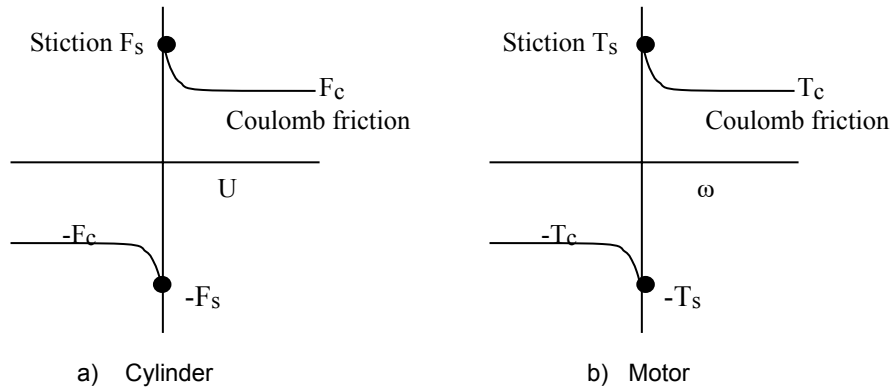 Stiction Fs
Fc
Coulomb friction
U
-Fc
-Fs
a) Cylinder
Stiction Ts
Tc
Coulomb friction
ω
-Tc
-Ts
b) Motor